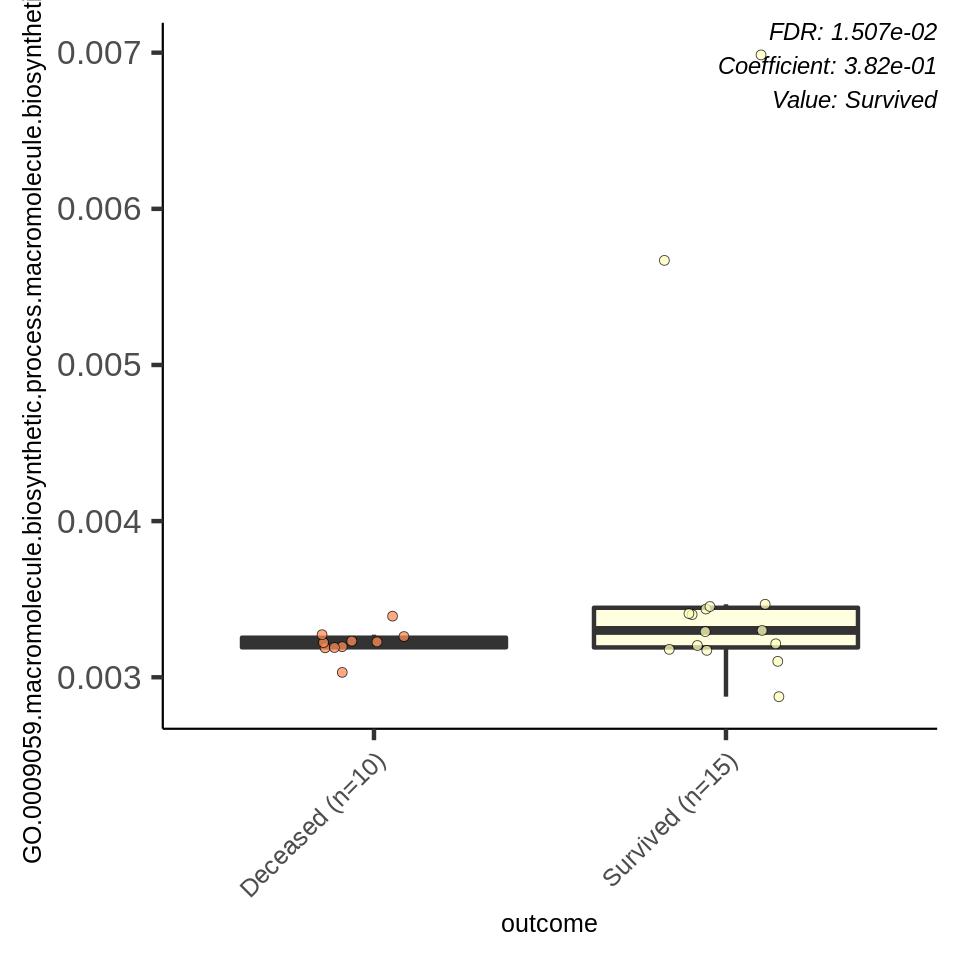 GO.0009059.macromolecule.biosynthetic.process.macromolecule.biosyntheti
0.007
0.006
0.005
0.004
0.003
FDR: 1.507e-02
Coefficient: 3.82e-01
Value: Survived
Deceased (n=10)
Survived (n=15)
outcome